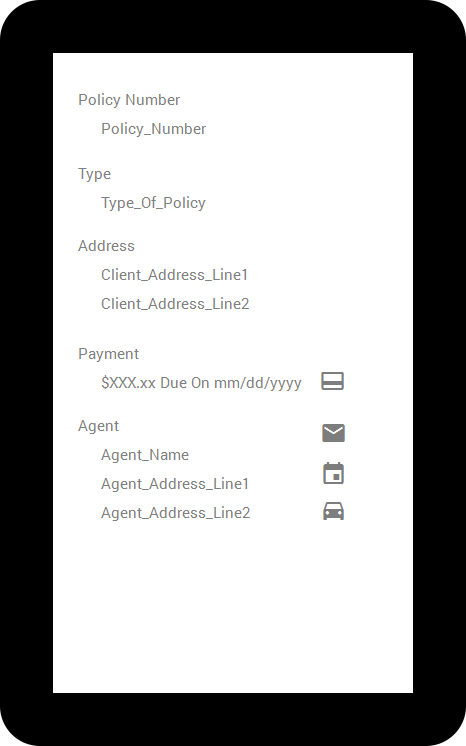 Policy Number
Policy_Number
Type
Type_Of_Policy
Address
Client_Address_Line1
Client_Address_Line2
Payment
$XXX.xx Due On mm/dd/yyyy
Agent
Agent_Name
Agent_Address_Line1
Agent_Address_Line2